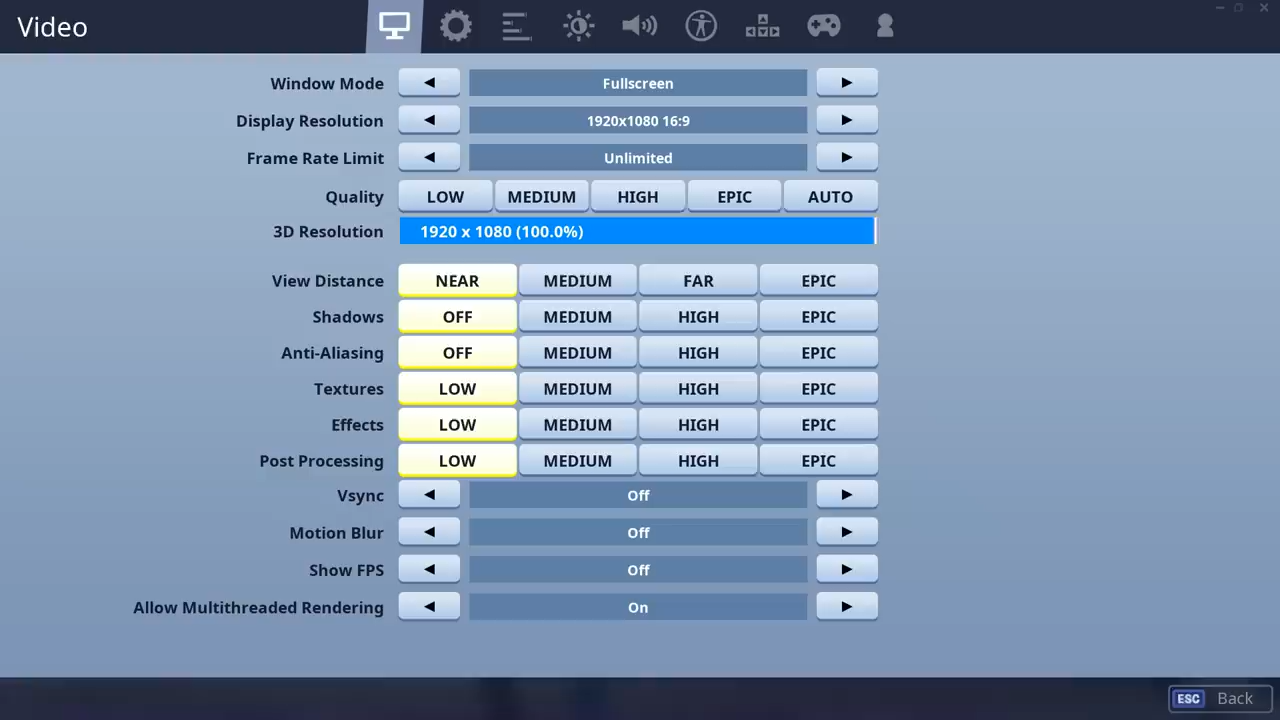 Video
Window Mode Fullscreen
Display Resolution 1920x1080 16:9
Frame Rate Limit Unlimited
Quality LOW MEDIUM HIGH EPIC AUTO
3D Resolution 1920 x 1080 (100.0%)
View Distance NEAR MEDIUM FAR EPIC
Shadows OFF MEDIUM HIGH EPIC
Anti-Aliasing OFF MEDIUM HIGH EPIC
Textures LOW MEDIUM HIGH EPIC
Effects LOW MEDIUM HIGH EPIC
Post Processing LOW MEDIUM HIGH EPIC
Vsync Off
Motion Blur Off
Show FPS Off
Allow Multithreaded Rendering On
ESC Back